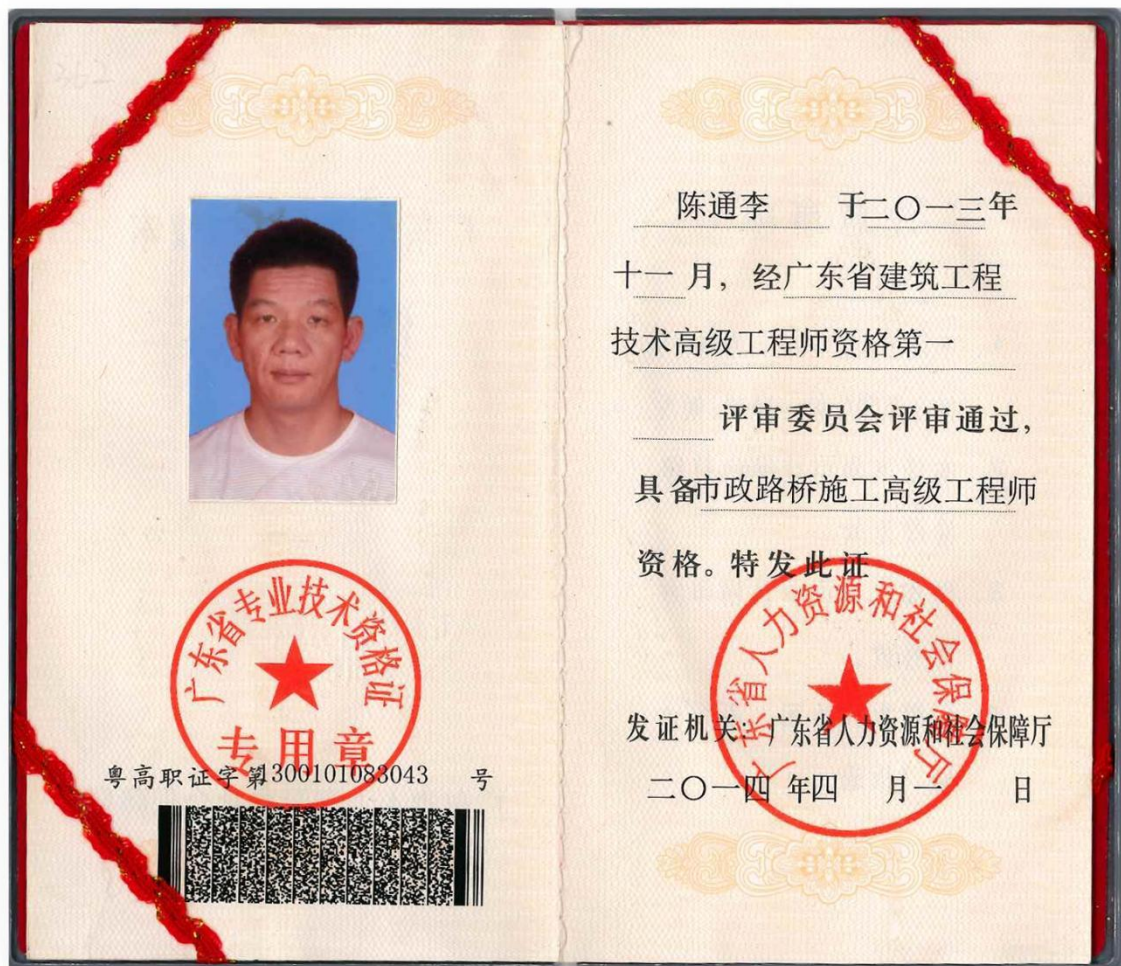 广东省专业技术资格证
专用章
粤高职证字第1300101083043 号
陈通李 于二〇一三年
十一月，经广东省建筑工程
技术高级工程师资格第一
评审委员会评审通过，
具备市政路桥施工高级工程师
资格。特发此证
广东省人力资源和社会保障厅
发证机关：广东省人力资源和社会保障厅
二〇一四年四月一日